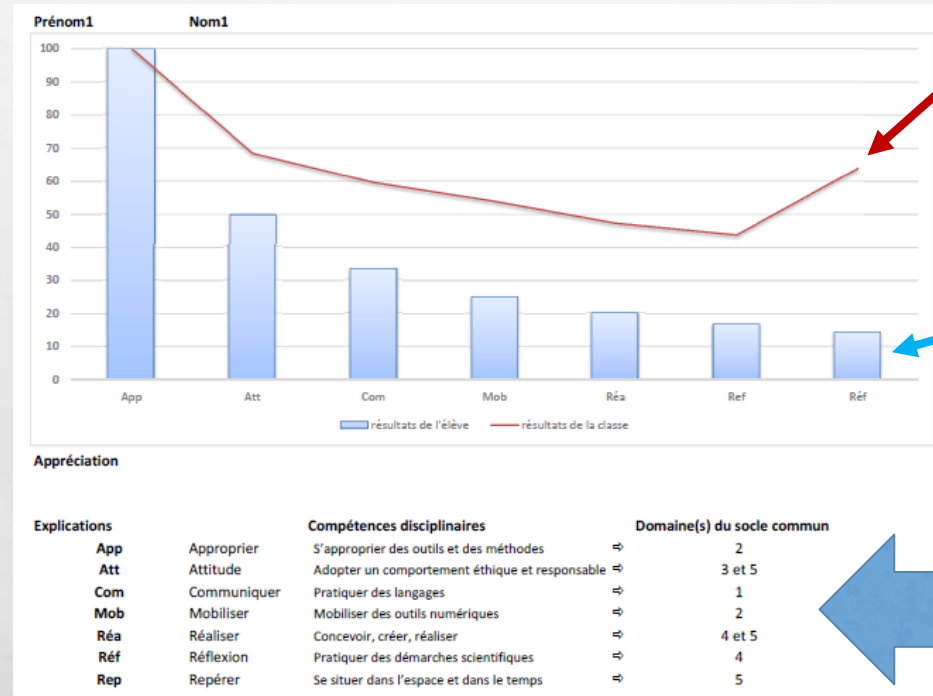 Prénom1 Nom1
100
90
80
70
60
50
40
30
20
10
0
App Att Com Mob Réa Ref Réf
résultats de l'élève résultats de la classe
Appréciation
Explications Compétences disciplinaires Domaine(s) du socle commun
App Approprier S'approprier des outils et des méthodes ⇨ 2
Att Attitude Adopter un comportement éthique et responsable ⇨ 3 et 5
Com Communiquer Pratiquer des langages ⇨ 1
Mob Mobiliser Mobiliser des outils numériques ⇨ 2
Réa Réaliser Concevoir, créer, réaliser ⇨ 4 et 5
Réf Réflexion Pratiquer des démarches scientifiques ⇨ 4
Rep Repérer Se situer dans l'espace et dans le temps ⇨ 5